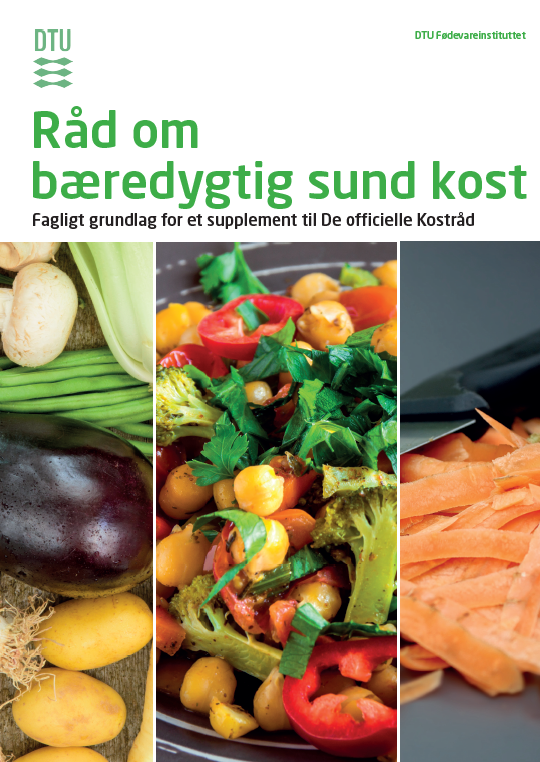 DTU
DTU Fødevareinstituttet
Råd om
bæredygtig sund kost
Fagligt grundlag for et supplement til De officielle Kostråd